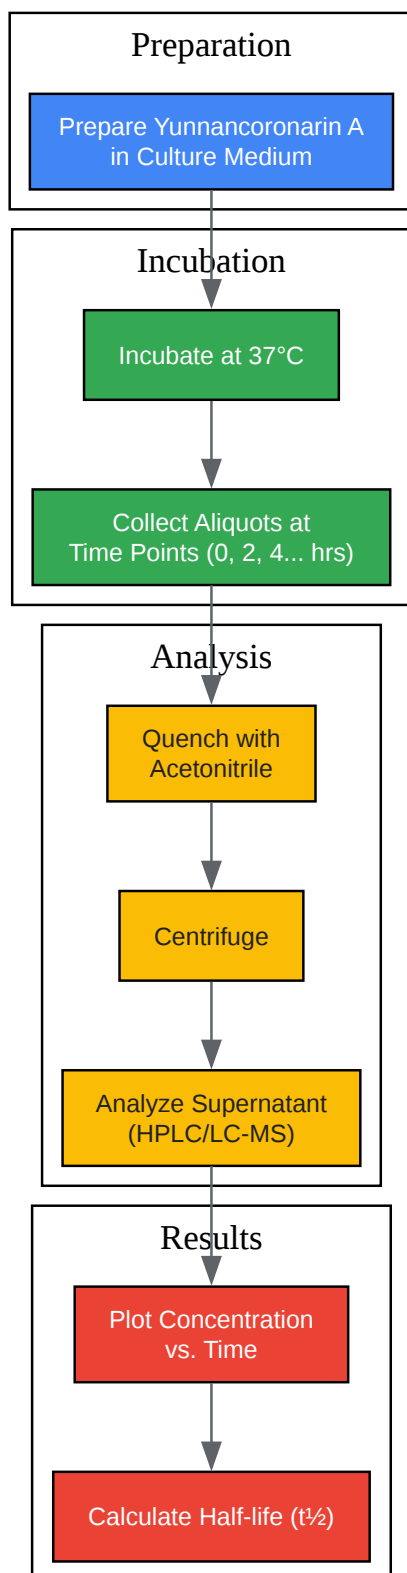 Preparation
Prepare Yunnancoronarin A
in Culture Medium
Incubation
Incubate at 37°C
Collect Aliquots at
Time Points (0, 2, 4... hrs)
Analysis
Quench with
Acetonitrile
Centrifuge
Analyze Supernatant
(HPLC/LC-MS)
Results
Plot Concentration
vs. Time
Calculate Half-life (t½)